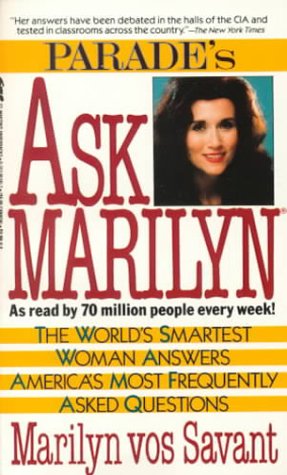 "Her answers have been debated in the halls of the CIA and
tested in classrooms across the country."—The New York Times
PARADE'S
ASK
MARILYN®
As read by 70 million people every week!
THE WORLD'S SMARTEST
WOMAN ANSWERS
AMERICA'S MOST FREQUENTLY
ASKED QUESTIONS
Marilyn vos Savant